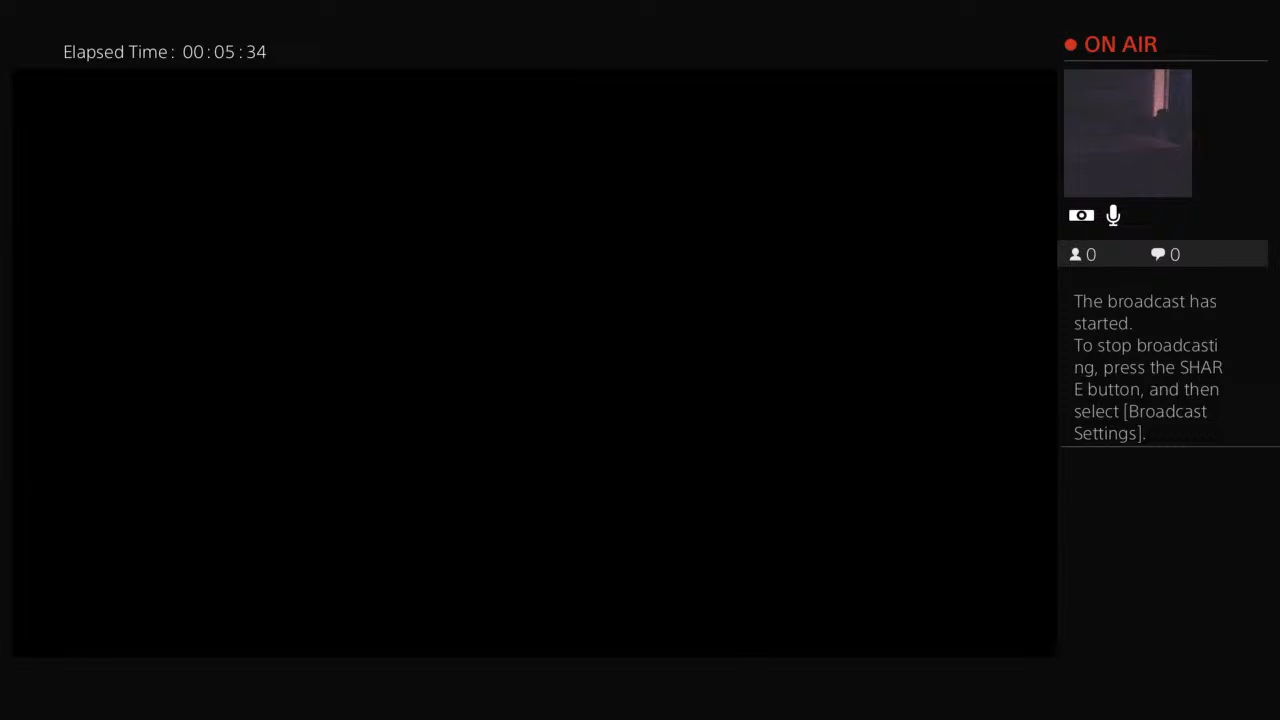 Elapsed Time: 00:05:34
ON AIR
0 0
The broadcast has
started.
To stop broadcasti
ng, press the SHAR
E button, and then
select [Broadcast
Settings].